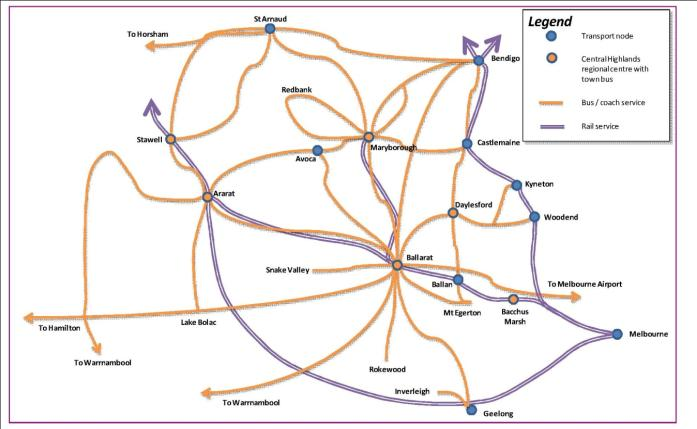 St Arnaud
To Horsham
Bendigo
Redbank
Stawell
Maryborough
Castlemaine
Avoca
Kyneton
Ararat
Daylesford
Woodend
Ballarat
Snake Valley
Ballan
To Melbourne Airport
Mt Egerton
Bacchus
Marsh
To Hamilton
Lake Bolac
Melbourne
To Warrnambool
Rokewood
Inverleigh
To Warrnambool
Geelong
Legend
Transport node
Central Highlands
regional centre with
town bus
Bus / coach service
Rail service